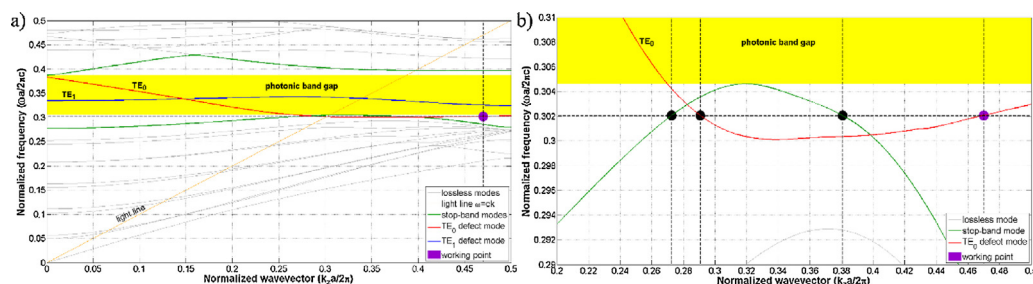 a)
Normalized frequency (ωa/2πc)
0.5
0.45
0.4
0.35
0.3
0.25
0.2
0.15
0.1
0.05
0
TE0
TE1
photonic band gap
light line
lossless modes
light line ω=ck
stop-band modes
TE0 defect mode
TE1 defect mode
working point
0 0.05 0.1 0.15 0.2 0.25 0.3 0.35 0.4 0.45 0.5
Normalized wavevector (kza/2π)
b)
Normalized frequency (ωa/2πc)
0.31
0.308
0.306
0.304
0.302
0.3
0.298
0.296
0.294
0.292
0.29
TE0
photonic band gap
lossless mode
stop-band mode
TE0 defect mode
working point
0.2 0.22 0.24 0.26 0.28 0.3 0.32 0.34 0.36 0.38 0.4 0.42 0.44 0.46 0.48 0.5
Normalized wavevector (kza/2π)